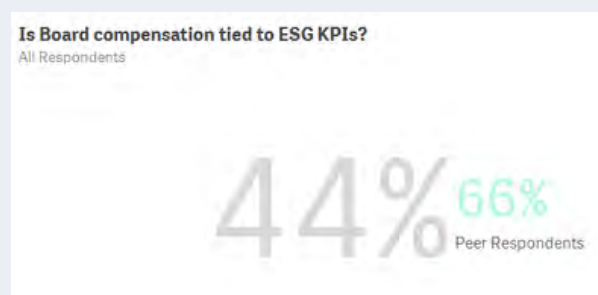 Is Board compensation tied to ESG KPIs?
All Respondents
44%
66%
Peer Respondents